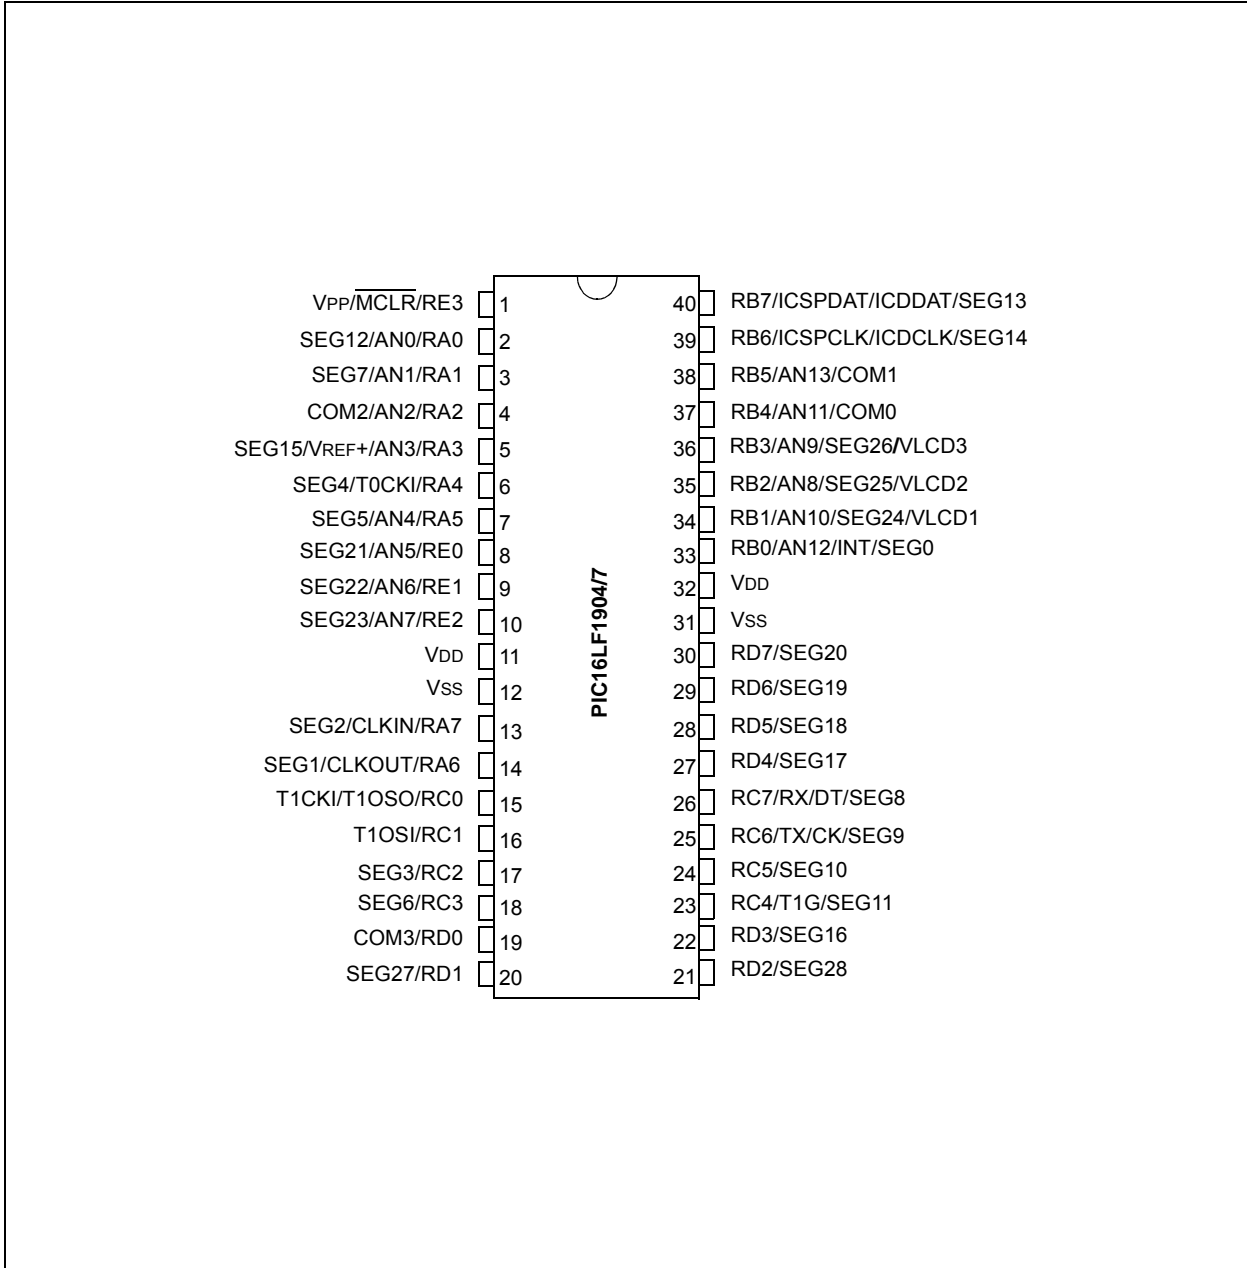 VPP/MCLR/RE3 1
SEG12/AN0/RA0 2
SEG7/AN1/RA1 3
COM2/AN2/RA2 4
SEG15/VREF+/AN3/RA3 5
SEG4/T0CKI/RA4 6
SEG5/AN4/RA5 7
SEG21/AN5/RE0 8
SEG22/AN6/RE1 9
SEG23/AN7/RE2 10
VDD 11
VSS 12
SEG2/CLKIN/RA7 13
SEG1/CLKOUT/RA6 14
T1CKI/T1OSO/RC0 15
T1OSI/RC1 16
SEG3/RC2 17
SEG6/RC3 18
COM3/RD0 19
SEG27/RD1 20
PIC16LF1904/7
40 RB7/ICSPDAT/ICDDAT/SEG13
39 RB6/ICSPCLK/ICDCLK/SEG14
38 RB5/AN13/COM1
37 RB4/AN11/COM0
36 RB3/AN9/SEG26/VLCD3
35 RB2/AN8/SEG25/VLCD2
34 RB1/AN10/SEG24/VLCD1
33 RB0/AN12/INT/SEG0
32 VDD
31 VSS
30 RD7/SEG20
29 RD6/SEG19
28 RD5/SEG18
27 RD4/SEG17
26 RC7/RX/DT/SEG8
25 RC6/TX/CK/SEG9
24 RC5/SEG10
23 RC4/T1G/SEG11
22 RD3/SEG16
21 RD2/SEG28